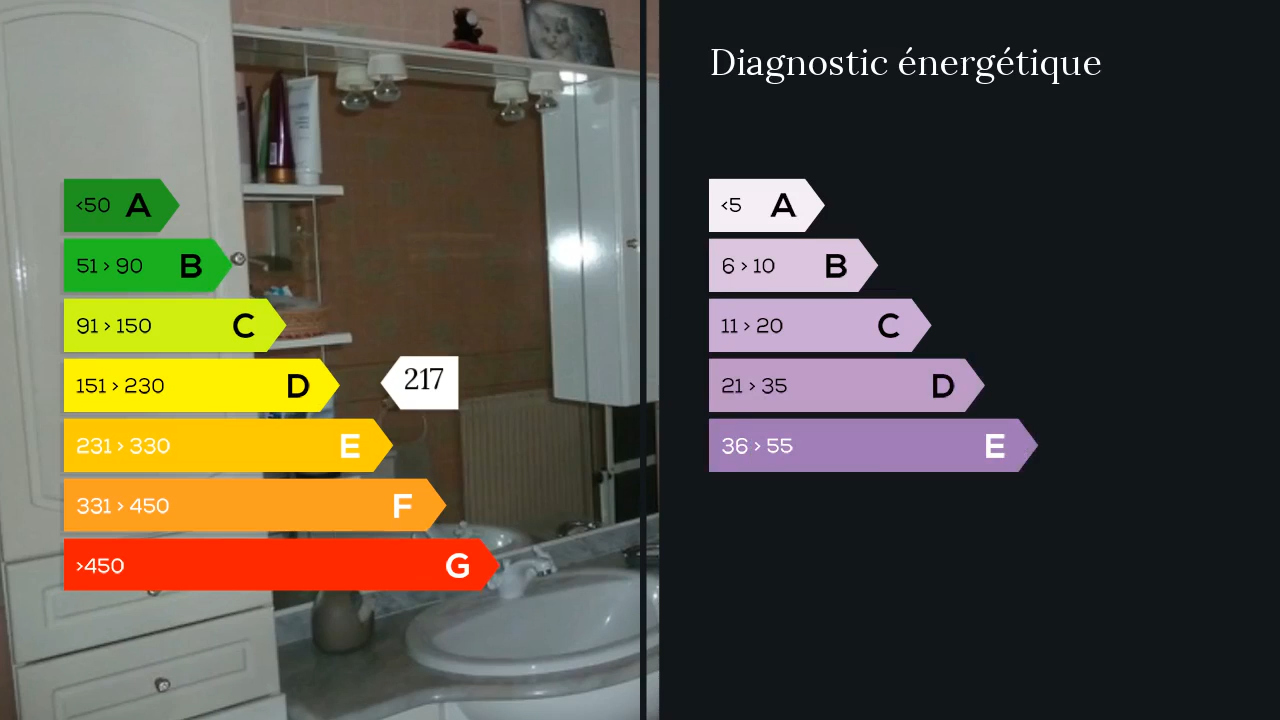 Diagnostic énergétique
<50 A
51 > 90 B
91 > 150 C
151 > 230 D
217
231 > 330 E
331 > 450 F
>450 G
<5 A
6 > 10 B
11 > 20 C
21 > 35 D
36 > 55 E